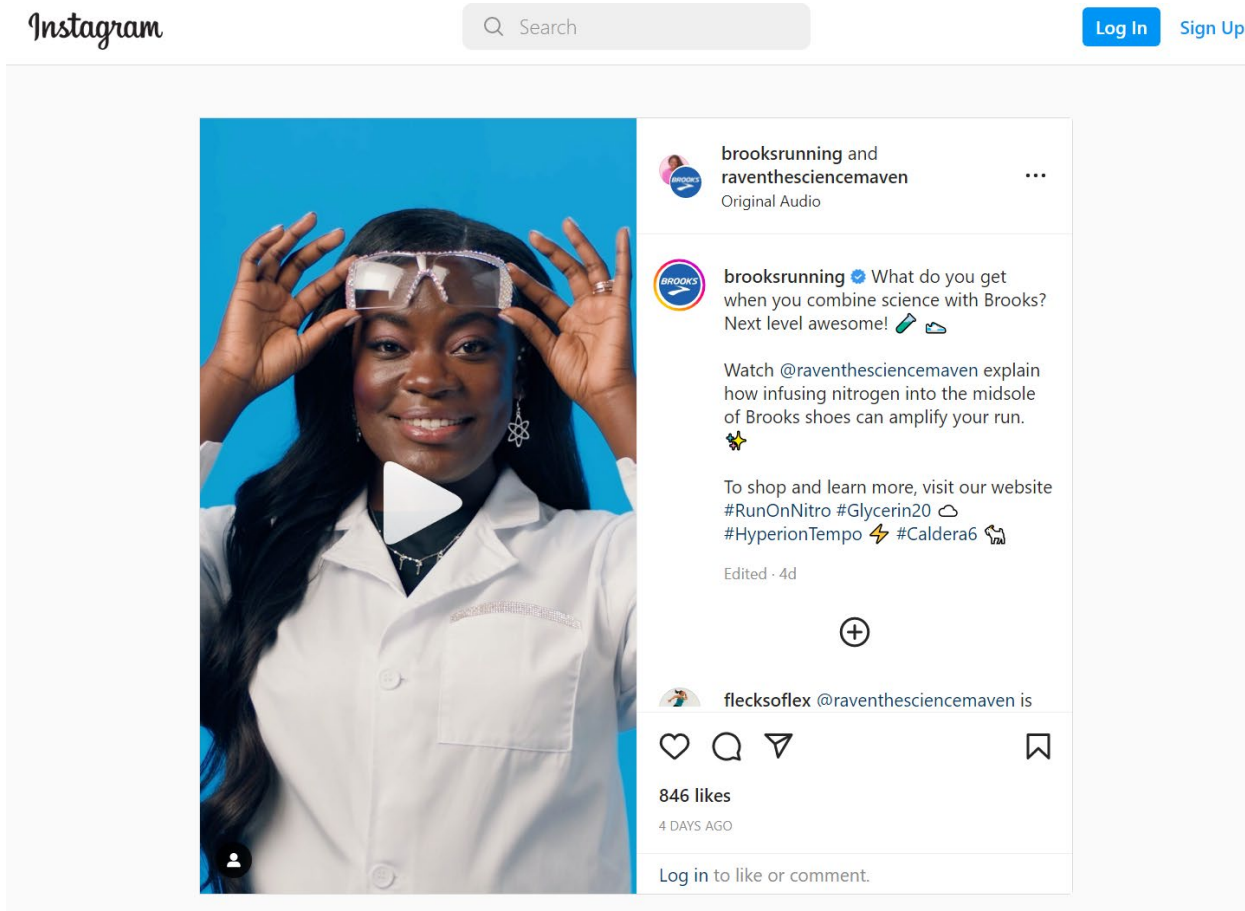 Instagram
Search
Log In
Sign Up
brooksrunning and
raventhesciencemaven
Original Audio
BROOKS
BROOKS
brooksrunning What do you get
when you combine science with Brooks?
Next level awesome! 🧪 👟
Watch @raventhesciencemaven explain
how infusing nitrogen into the midsole
of Brooks shoes can amplify your run.
✨
To shop and learn more, visit our website
#RunOnNitro #Glycerin20 ☁️
#HyperionTempo ⚡ #Caldera6 🐐
Edited · 4d
flecksoflex @raventhesciencemaven is
846 likes
4 DAYS AGO
Log in to like or comment.